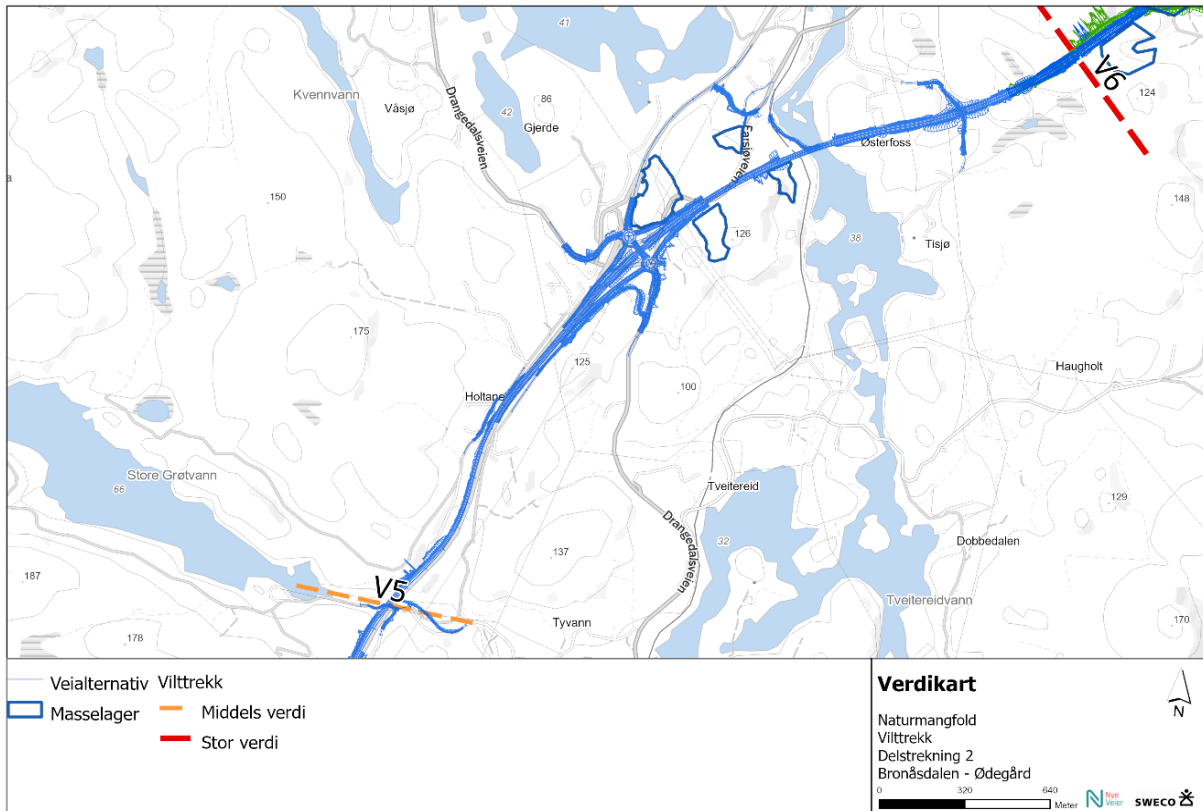 41
Kvennvann
Våsjø
Drangedalsveien
42
86
Gjerde
Farsjøveien
Østerfoss
V6
124
150
148
126
38
Tisjø
175
125
100
Haugholt
Holtane
Store Grøtvann
66
Tveitereid
129
Drangedalsveien
137
32
Dobbedalen
187
V5
Tveitereidvann
Tyvann
178
170
Veialternativ
Vilttrekk
Masselager
Middels verdi
Stor verdi
Verdikart
Naturmangfold
Vilttrekk
Delstrekning 2
Bronåsdalen - Ødegård
0 320 640
Meter
N
Nye
Veier
SWECO